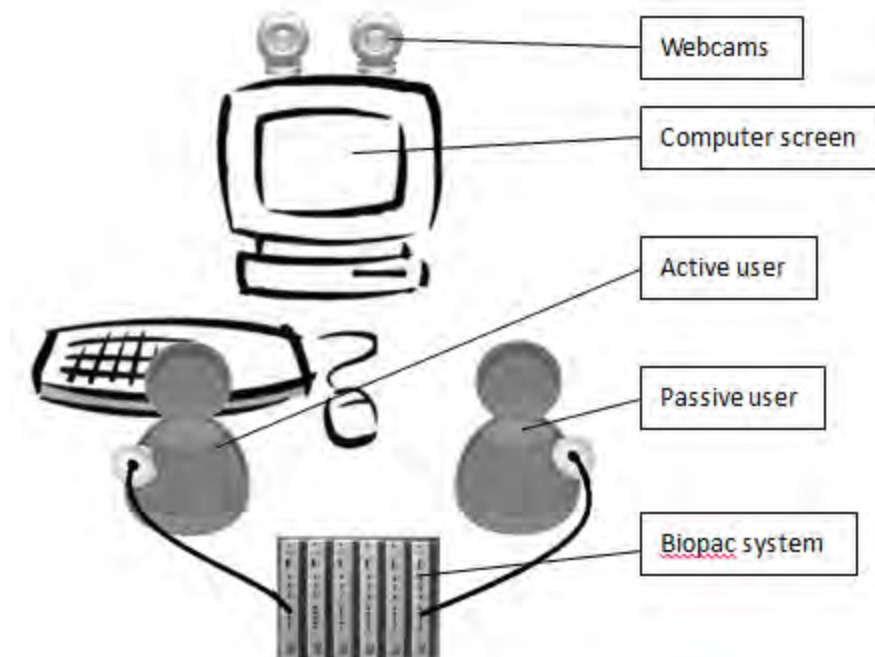 Webcams
Computer screen
Active user
Passive user
Biopac system